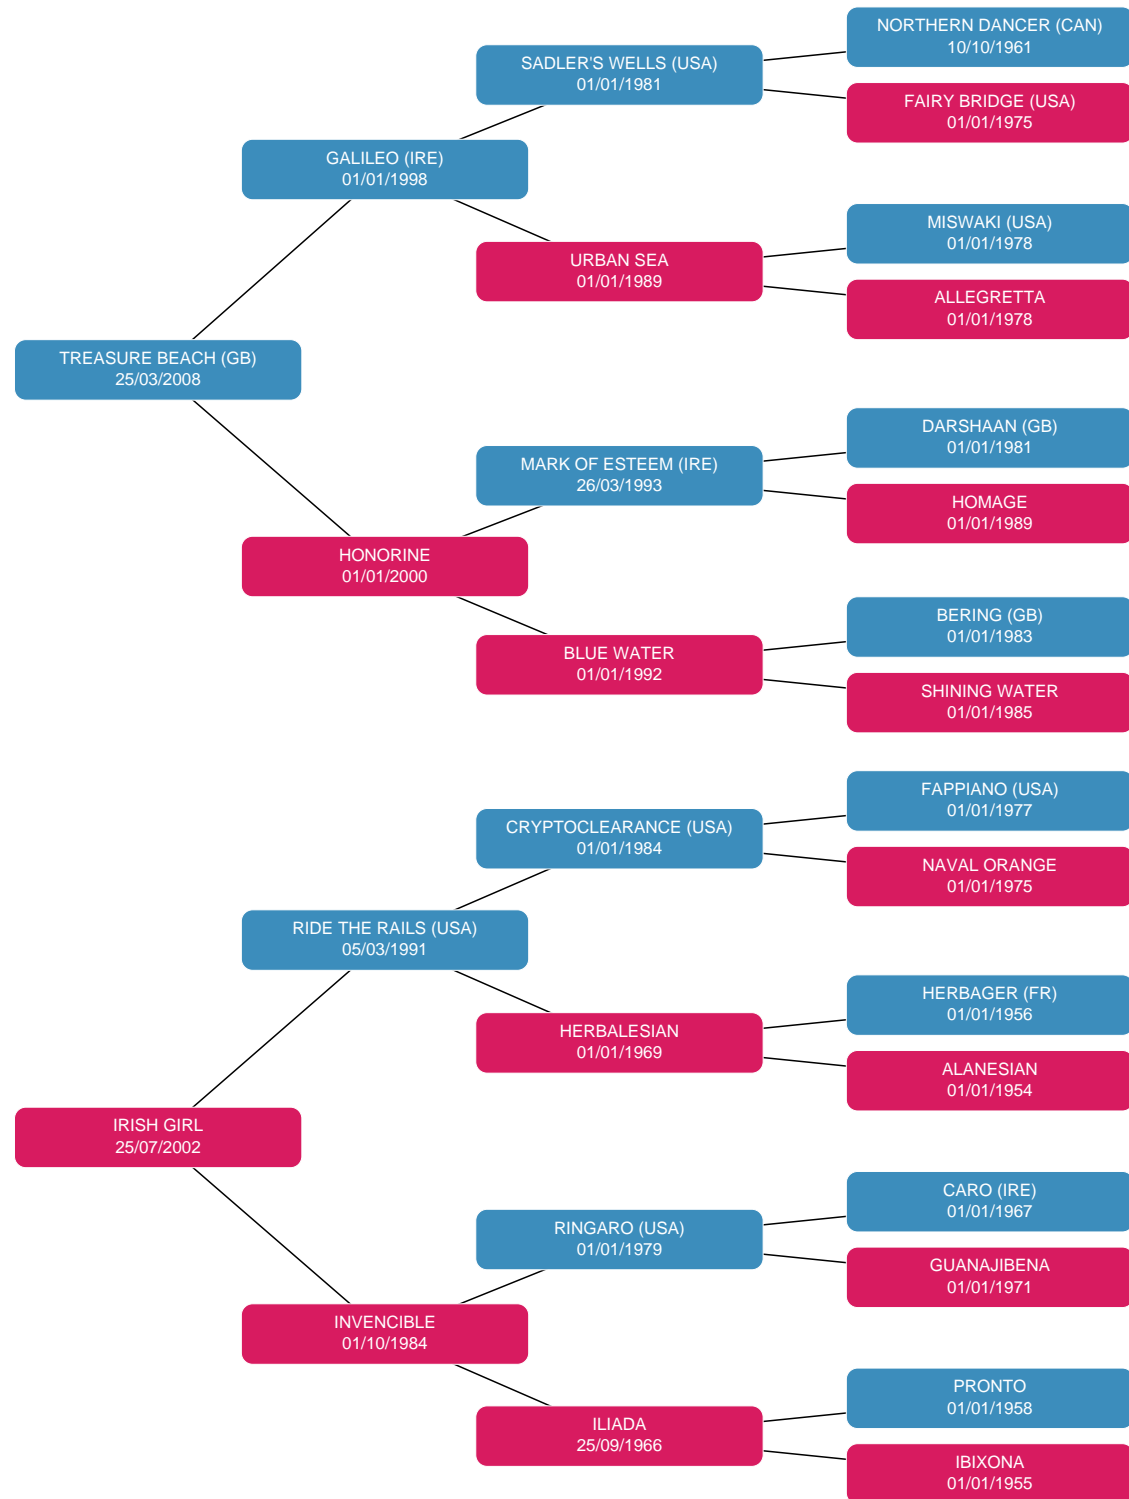 NORTHERN DANCER (CAN)
10/10/1961
SADLER'S WELLS (USA)
01/01/1981
FAIRY BRIDGE (USA)
01/01/1975
GALILEO (IRE)
01/01/1998
MISWAKI (USA)
01/01/1978
URBAN SEA
01/01/1989
ALLEGRETTA
01/01/1978
TREASURE BEACH (GB)
25/03/2008
DARSHAAN (GB)
01/01/1981
MARK OF ESTEEM (IRE)
26/03/1993
HOMAGE
01/01/1989
HONORINE
01/01/2000
BERING (GB)
01/01/1983
BLUE WATER
01/01/1992
SHINING WATER
01/01/1985
FAPPIANO (USA)
01/01/1977
CRYPTOCLEARANCE (USA)
01/01/1984
NAVAL ORANGE
01/01/1975
RIDE THE RAILS (USA)
05/03/1991
HERBAGER (FR)
01/01/1956
HERBALESIAN
01/01/1969
ALANESIAN
01/01/1954
IRISH GIRL
25/07/2002
CARO (IRE)
01/01/1967
RINGARO (USA)
01/01/1979
GUANAJIBENA
01/01/1971
INVENCIBLE
01/10/1984
PRONTO
01/01/1958
ILIADA
25/09/1966
IBIXONA
01/01/1955